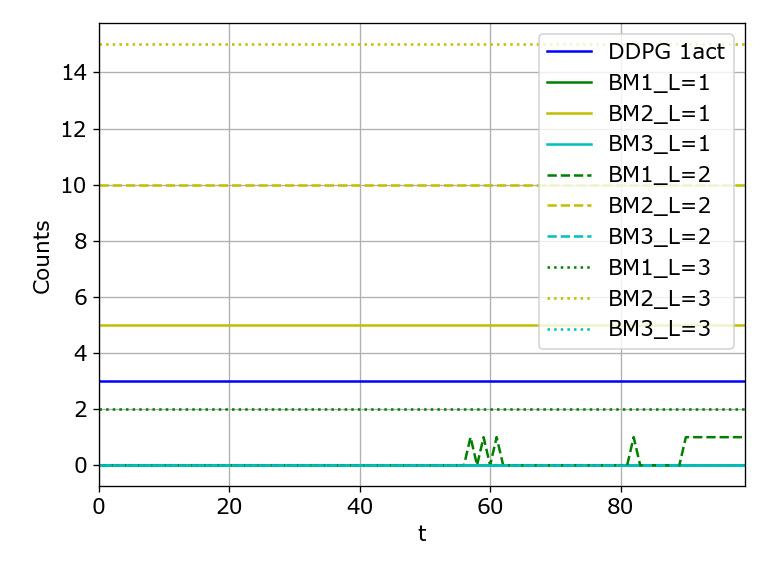 DDPG 1act
BM1_L=1
BM2_L=1
BM3_L=1
BM1_L=2
BM2_L=2
BM3_L=2
BM1_L=3
BM2_L=3
BM3_L=3
14
12
10
8
6
4
2
0
Counts
0 20 40 60 80
t